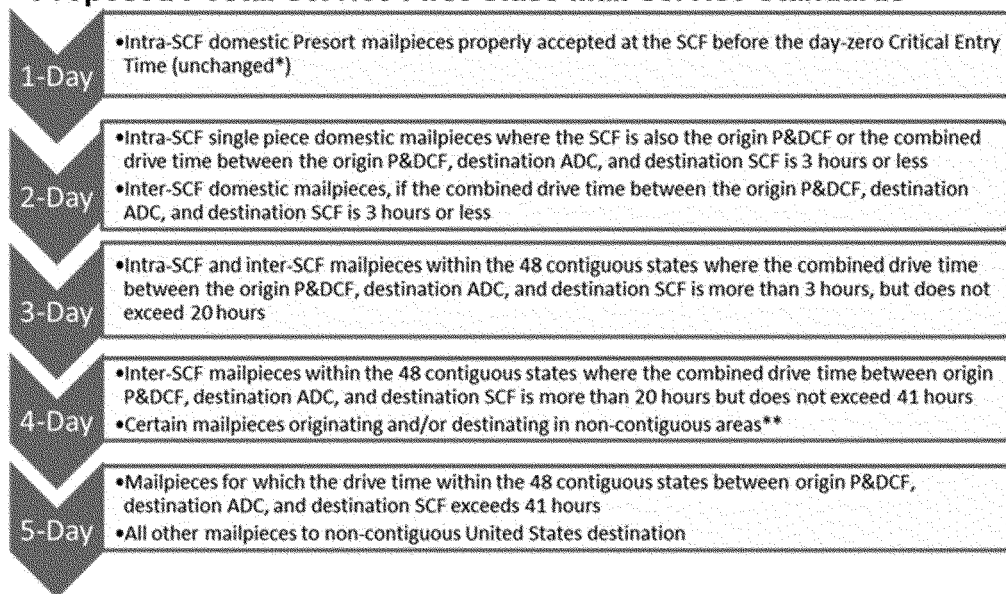 1-Day
•Intra-SCF domestic Presort mailpieces properly accepted at the SCF before the day-zero Critical Entry
Time (unchanged*)
2-Day
•Intra-SCF single piece domestic mailpieces where the SCF is also the origin P&DCF or the combined
drive time between the origin P&DCF, destination ADC, and destination SCF is 3 hours or less
•Inter-SCF domestic mailpieces, if the combined drive time between the origin P&DCF, destination
ADC, and destination SCF is 3 hours or less
3-Day
•Intra-SCF and inter-SCF mailpieces within the 48 contiguous states where the combined drive time
between the origin P&DCF, destination ADC, and destination SCF is more than 3 hours, but does not
exceed 20 hours
4-Day
•Inter-SCF mailpieces within the 48 contiguous states where the combined drive time between origin
P&DCF, destination ADC, and destination SCF is more than 20 hours but does not exceed 41 hours
•Certain mailpieces originating and/or destinating in non-contiguous areas**
5-Day
•Mailpieces for which the drive time within the 48 contiguous states between origin P&DCF,
destination ADC, and destination SCF exceeds 41 hours
•All other mailpieces to non-contiguous United States destination